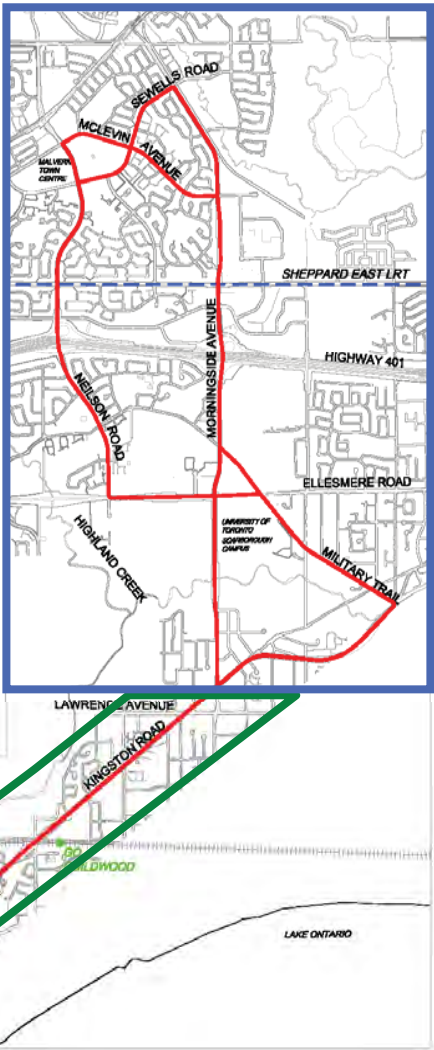 SEWELLS ROAD
MCLEVIN AVENUE
MALVERN
TOWN
CENTRE
SHEPPARD EAST LRT
MORNINGSIDE AVENUE
HIGHWAY 401
NEILSON ROAD
ELLESMERE ROAD
UNIVERSITY OF
TORONTO
SCARBOROUGH
CAMPUS
HIGHLAND CREEK
MILITARY TRAIL
LAWRENCE AVENUE
KINGSTON ROAD
GO
LAKE ONTARIO